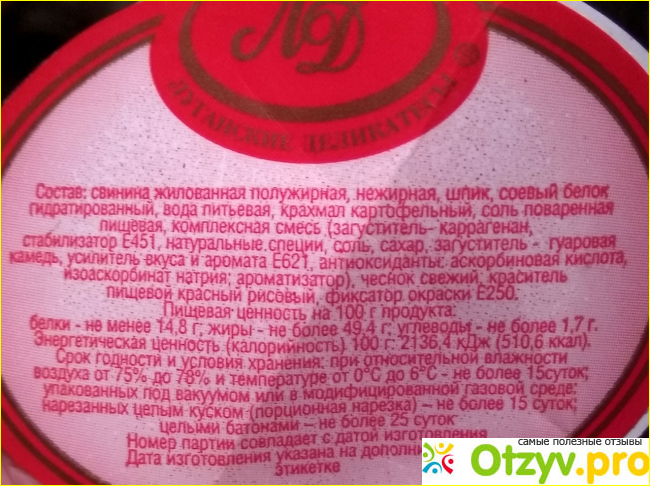 ЛД
ЛУГАНСКИЕ ДЕЛИКАТЕСЫ
Состав: свинина жилованная полужирная, нежирная, шпик, соевый белок
гидратированный, вода питьевая, крахмал картофельный, соль поваренная
пищевая, комплексная смесь (загуститель- каррагенан,
стабилизатор Е451, натуральные специи, соль, сахар, загуститель - гуаровая
камедь, усилитель вкуса и аромата Е621, антиоксиданты: аскорбиновая кислота,
изоаскорбинат натрия; ароматизатор), чеснок свежий, краситель
пищевой красный рисовый, фиксатор окраски Е250.
Пищевая ценность на 100 г продукта:
белки - не менее 14,8 г; жиры - не более 49,4 г; углеводы - не более 1,7 г.
Энергетическая ценность (калорийность) 100 г: 2136,4 кДж (510,6 ккал).
Срок годности и условия хранения: при относительной влажности
воздуха от 75% до 78% и температуре от 0°С до 6°С - не более 15суток;
упакованных под вакуумом или в модифицированной газовой среде:
нарезанных целым куском (порционная нарезка) – не более 15 суток;
целыми батонами – не более 25 суток
Номер партии совпадает с датой изготовления
Дата изготовления указана на
этикетке
самые полезные отзывы
Otzyv.pro